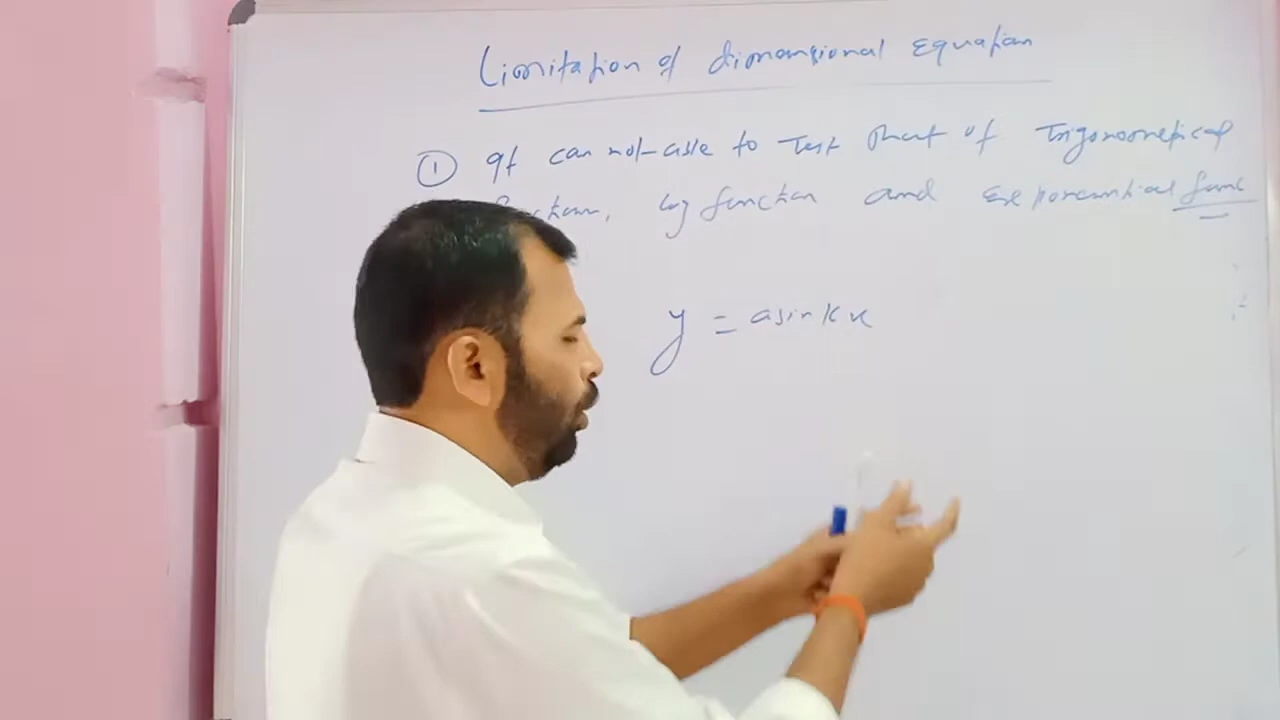 Limitation of dimensional Equation
① It can not able to Test that of Trigonometrical
function, log function and Exponential func
y = a sin kx